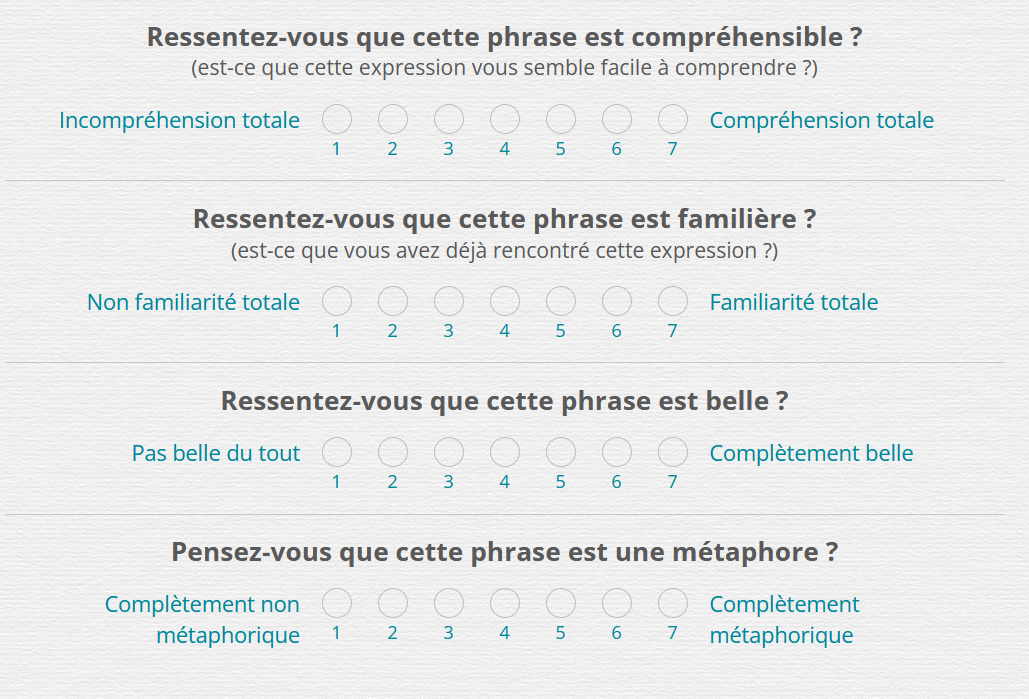 Ressentez-vous que cette phrase est compréhensible ?
(est-ce que cette expression vous semble facile à comprendre ?)
Incompréhension totale
Compréhension totale
1 2 3 4 5 6 7
Ressentez-vous que cette phrase est familière ?
(est-ce que vous avez déjà rencontré cette expression ?)
Non familiarité totale
Familiarité totale
1 2 3 4 5 6 7
Ressentez-vous que cette phrase est belle ?
Pas belle du tout
Complètement belle
1 2 3 4 5 6 7
Pensez-vous que cette phrase est une métaphore ?
Complètement non
métaphorique
1 2 3 4 5 6 7
Complètement
métaphorique